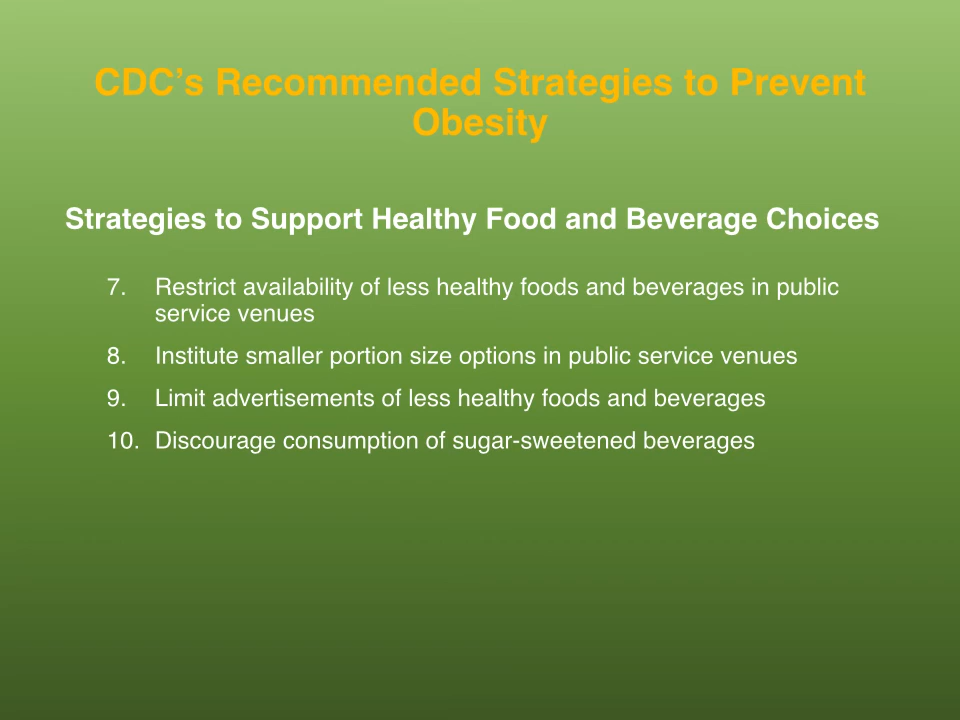 CDC’s Recommended Strategies to Prevent
Obesity
Strategies to Support Healthy Food and Beverage Choices
7. Restrict availability of less healthy foods and beverages in public
service venues
8. Institute smaller portion size options in public service venues
9. Limit advertisements of less healthy foods and beverages
10. Discourage consumption of sugar-sweetened beverages